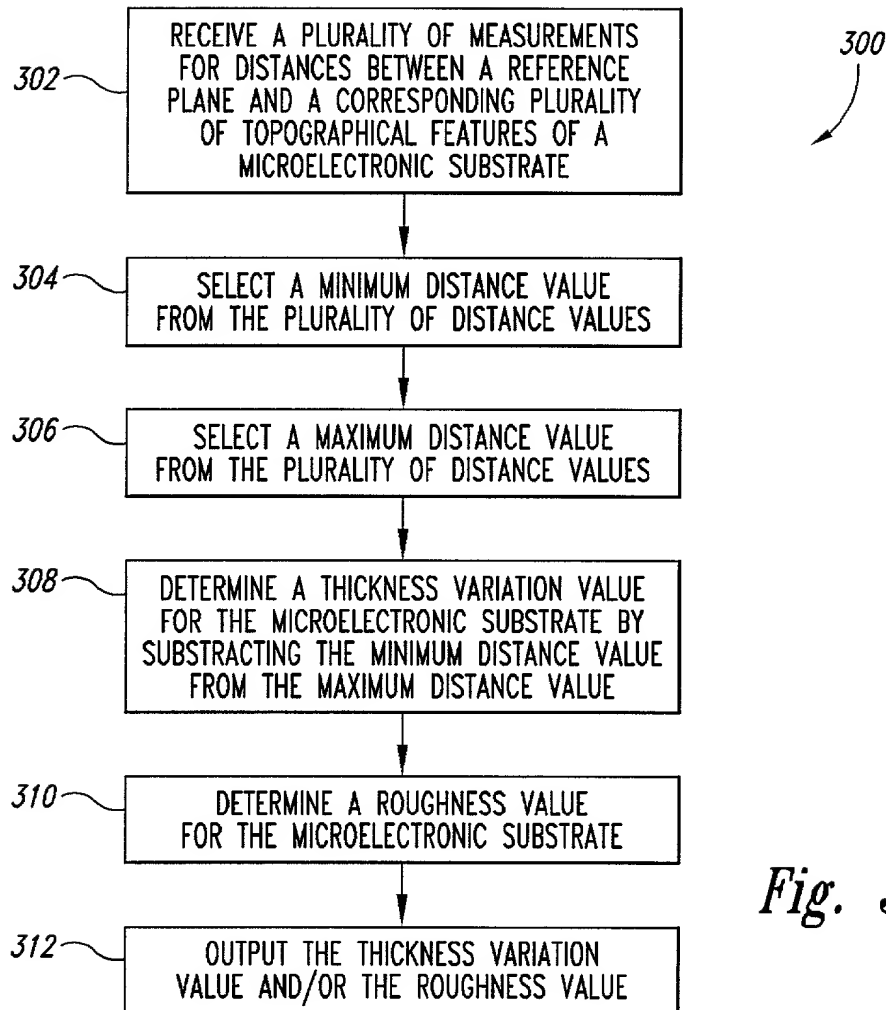 300
302
RECEIVE A PLURALITY OF MEASUREMENTS
FOR DISTANCES BETWEEN A REFERENCE
PLANE AND A CORRESPONDING PLURALITY
OF TOPOGRAPHICAL FEATURES OF A
MICROELECTRONIC SUBSTRATE
304
SELECT A MINIMUM DISTANCE VALUE
FROM THE PLURALITY OF DISTANCE VALUES
306
SELECT A MAXIMUM DISTANCE VALUE
FROM THE PLURALITY OF DISTANCE VALUES
308
DETERMINE A THICKNESS VARIATION VALUE
FOR THE MICROELECTRONIC SUBSTRATE BY
SUBSTRACTING THE MINIMUM DISTANCE VALUE
FROM THE MAXIMUM DISTANCE VALUE
310
DETERMINE A ROUGHNESS VALUE
FOR THE MICROELECTRONIC SUBSTRATE
Fig.
312
OUTPUT THE THICKNESS VARIATION
VALUE AND/OR THE ROUGHNESS VALUE